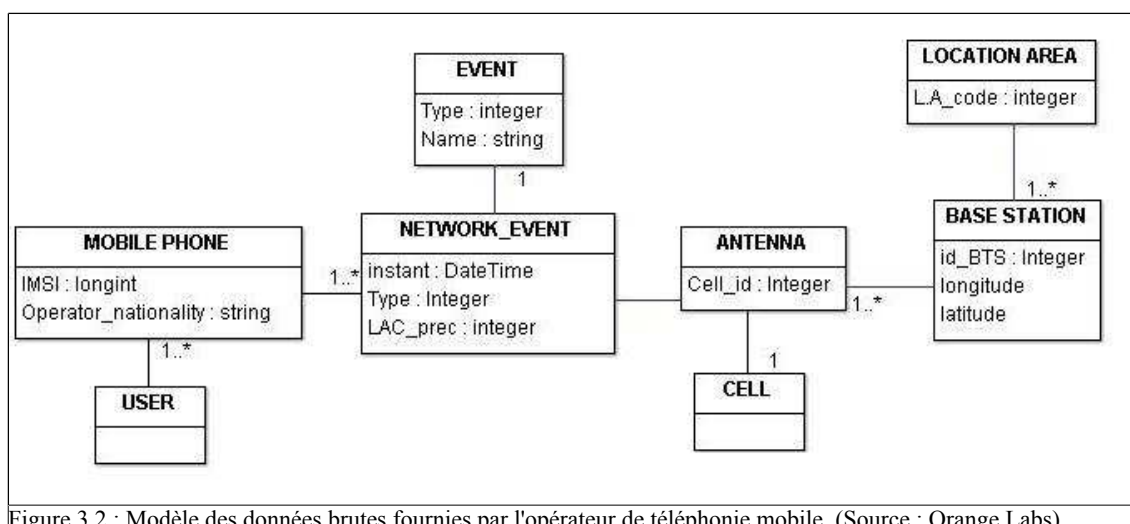 EVENT
Type : integer
Name : string
1
LOCATION AREA
L.A_code : integer
1..*
MOBILE PHONE
IMSI : longint
Operator_nationality : string
1..*
USER
1..*
NETWORK_EVENT
instant : DateTime
Type : Integer
LAC_prec : integer
ANTENNA
Cell_id : Integer
1..*
1
CELL
BASE STATION
id_BTS : Integer
longitude
latitude
Figure 3.2 : Modèle des données brutes fournies par l'opérateur de téléphonie mobile. (Source : Orange Labs)